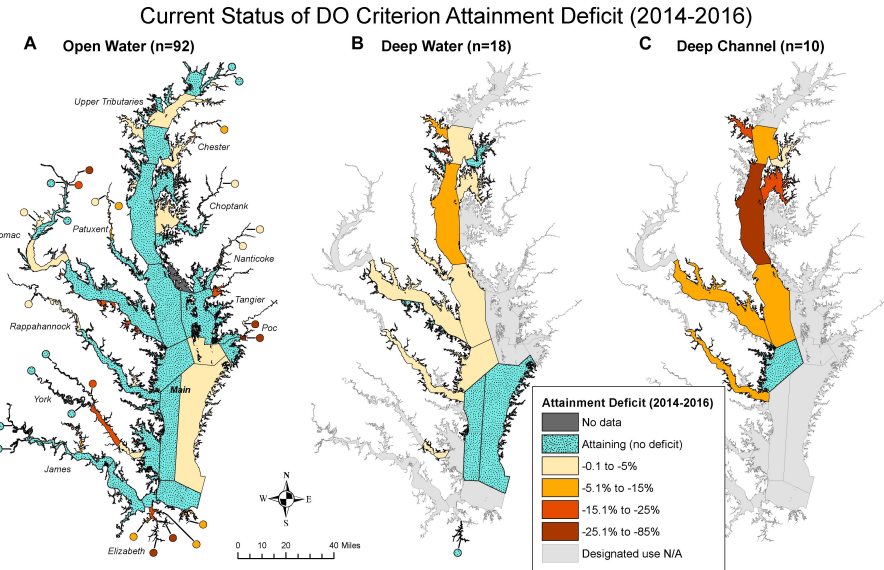 Current Status of DO Criterion Attainment Deficit (2014-2016)
A Open Water (n=92)
B Deep Water (n=18)
C Deep Channel (n=10)
Upper Tributaries
Chester
Choptank
omac
Patuxent
Nanticoke
Tangier
Rappahannock
Poc
Main
York
James
Elizabeth
N
W E
S
0 10 20 40 Miles
Attainment Deficit (2014-2016)
No data
Attaining (no deficit)
-0.1 to -5%
-5.1% to -15%
-15.1% to -25%
-25.1% to -85%
Designated use N/A